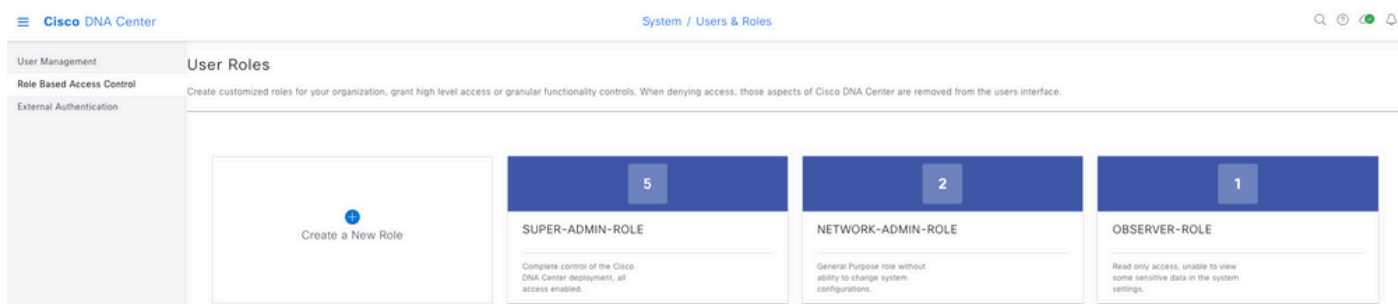 Cisco DNA Center
System / Users & Roles
User Management
Role Based Access Control
External Authentication
User Roles
Create customized roles for your organization, grant high level access or granular functionality controls. When denying access, those aspects of Cisco DNA Center are removed from the users interface.
Create a New Role
5
SUPER-ADMIN-ROLE
Complete control of the Cisco
DNA Center deployment, all
access enabled.
2
NETWORK-ADMIN-ROLE
General Purpose role without
ability to change system
configurations.
1
OBSERVER-ROLE
Read only access, unable to view
some sensitive data in the system
settings.